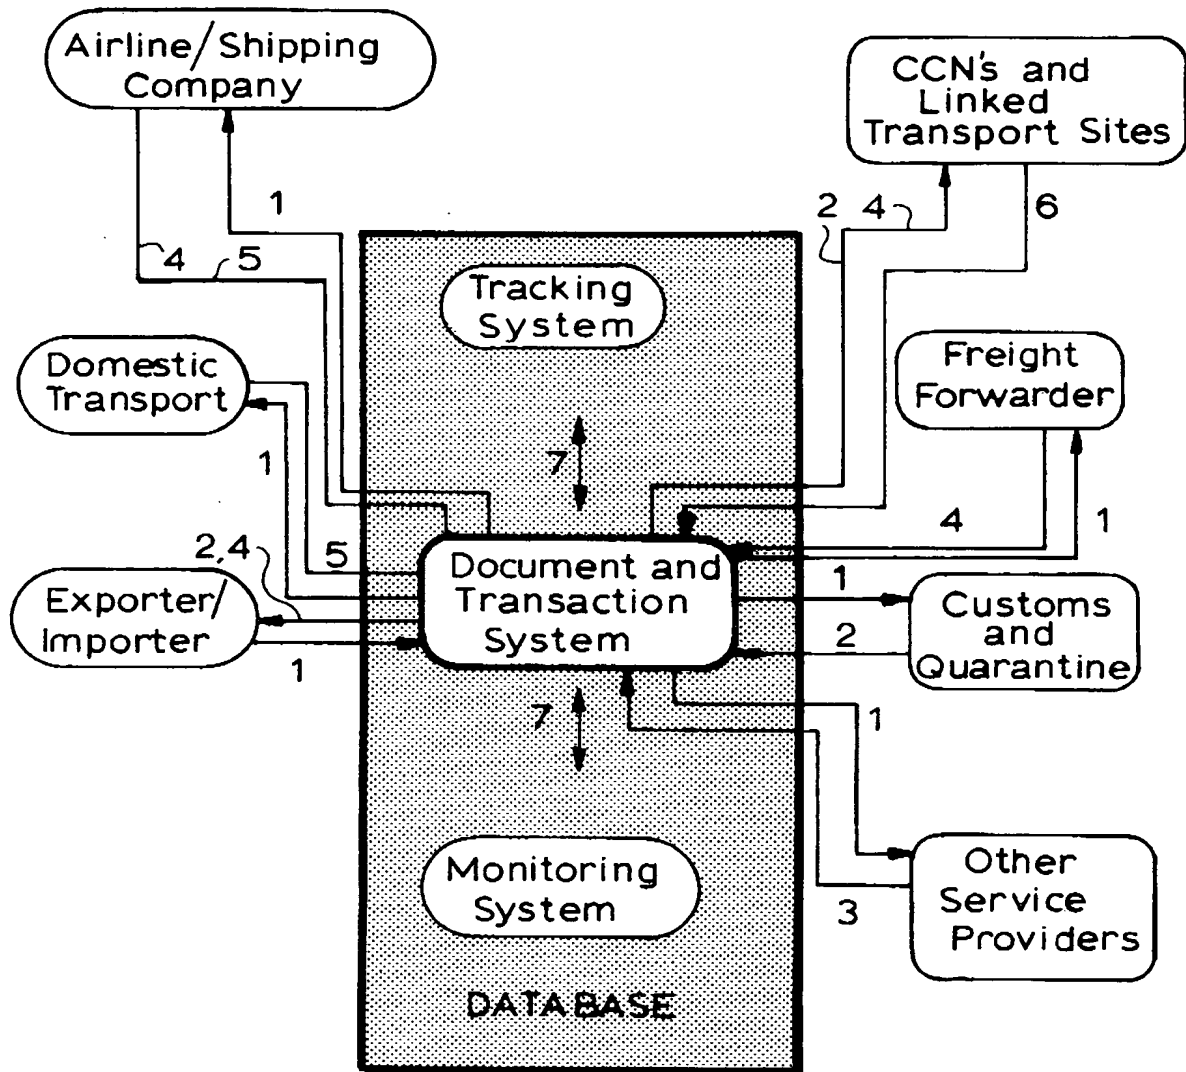 Airline/Shipping
Company
CCN's and
Linked
Transport Sites
1
2 4
2
6
4
5
Tracking
System
Domestic
Transport
Freight
Forwarder
7
1
4
1
5
2,4
Document and
Transaction
System
1
Exporter/
Importer
Customs
and
Quarantine
2
1
7
1
Monitoring
System
Other
Service
Providers
3
DATABASE